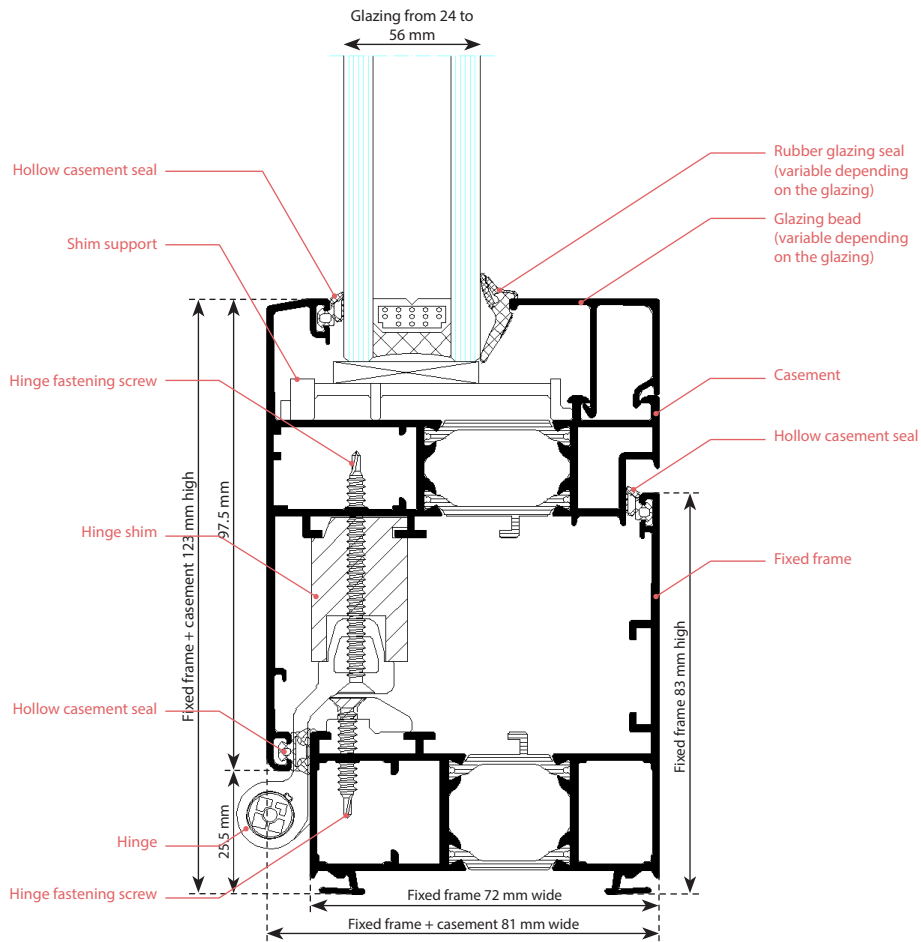 Glazing from 24 to
56 mm
Hollow casement seal
Shim support
Hinge fastening screw
Hinge shim
Hollow casement seal
Hinge
Hinge fastening screw
Rubber glazing seal
(variable depending
on the glazing)
Glazing bead
(variable depending
on the glazing)
Casement
Hollow casement seal
Fixed frame
Fixed frame + casement 123 mm high
97.5 mm
25.5 mm
Fixed frame 83 mm high
Fixed frame 72 mm wide
Fixed frame + casement 81 mm wide